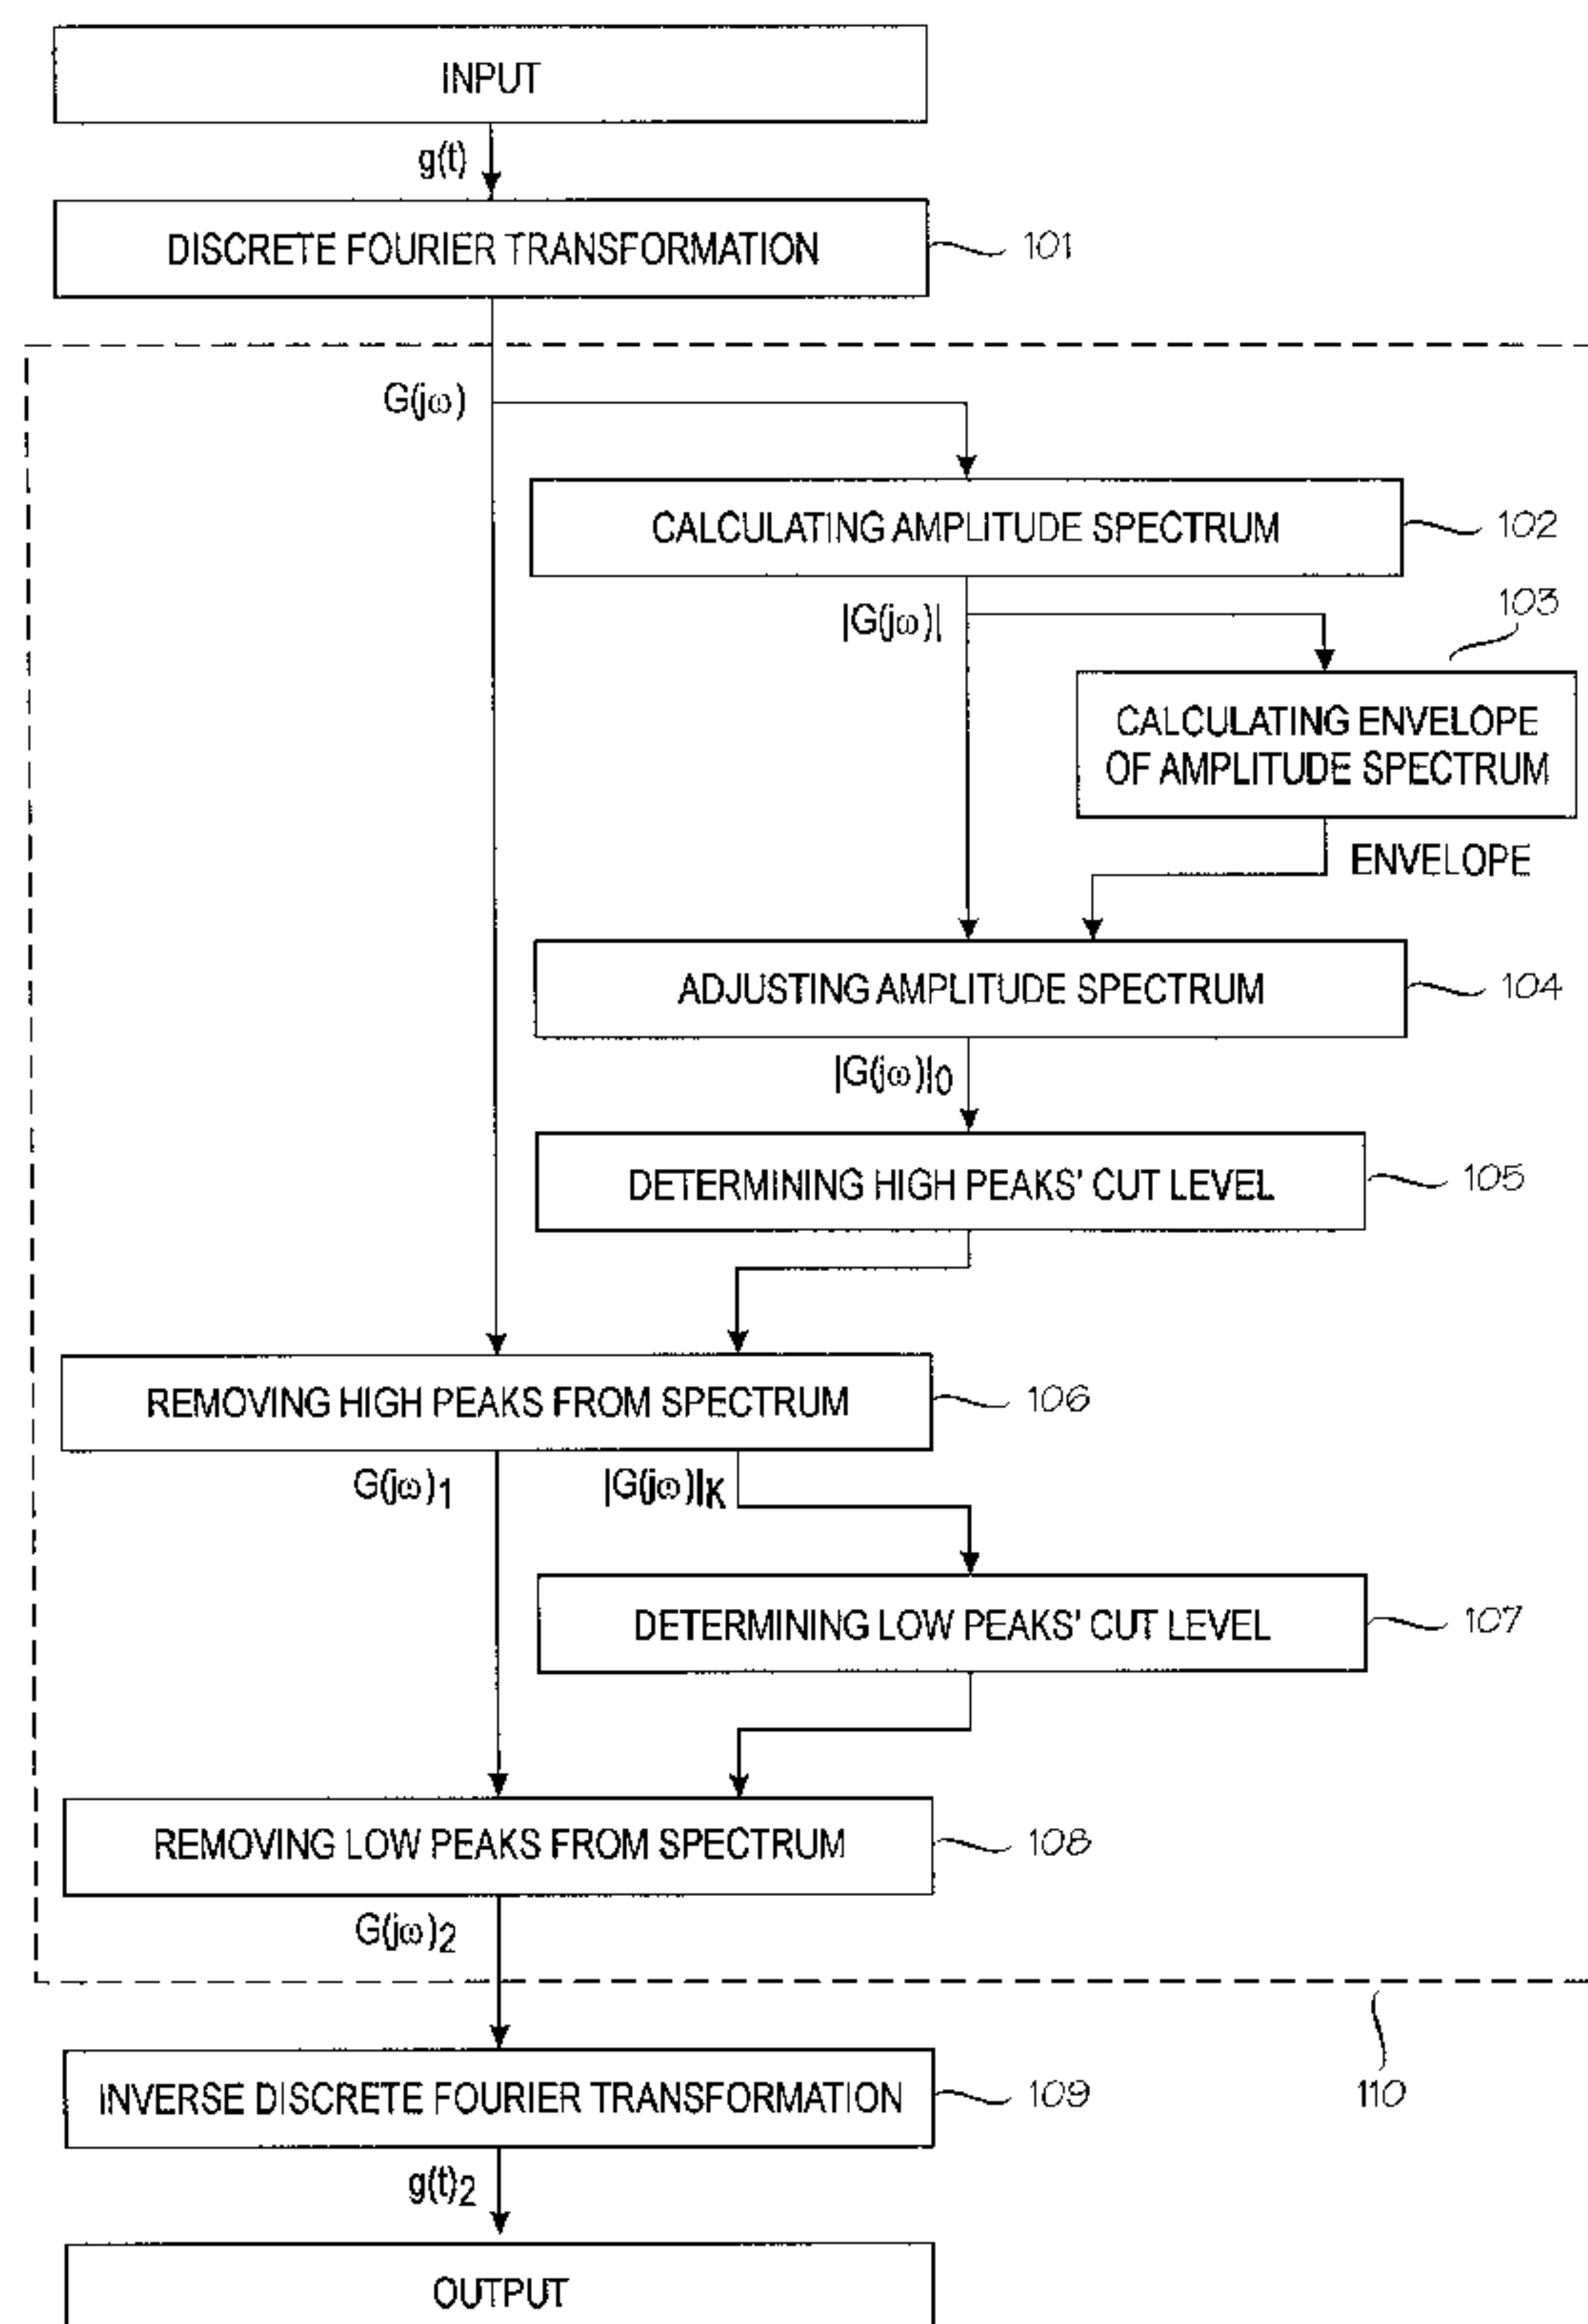 INPUT
g(t)
DISCRETE FOURIER TRANSFORMATION
101
G(jω)
CALCULATING AMPLITUDE SPECTRUM
102
|G(jω)|
103
CALCULATING ENVELOPE
OF AMPLITUDE SPECTRUM
ENVELOPE
ADJUSTING AMPLITUDE SPECTRUM
104
|G(jω)|0
DETERMINING HIGH PEAKS' CUT LEVEL
105
REMOVING HIGH PEAKS FROM SPECTRUM
106
G(jω)1
|G(jω)|K
DETERMINING LOW PEAKS' CUT LEVEL
107
REMOVING LOW PEAKS FROM SPECTRUM
108
G(jω)2
INVERSE DISCRETE FOURIER TRANSFORMATION
109
110
g(t)2
OUTPUT